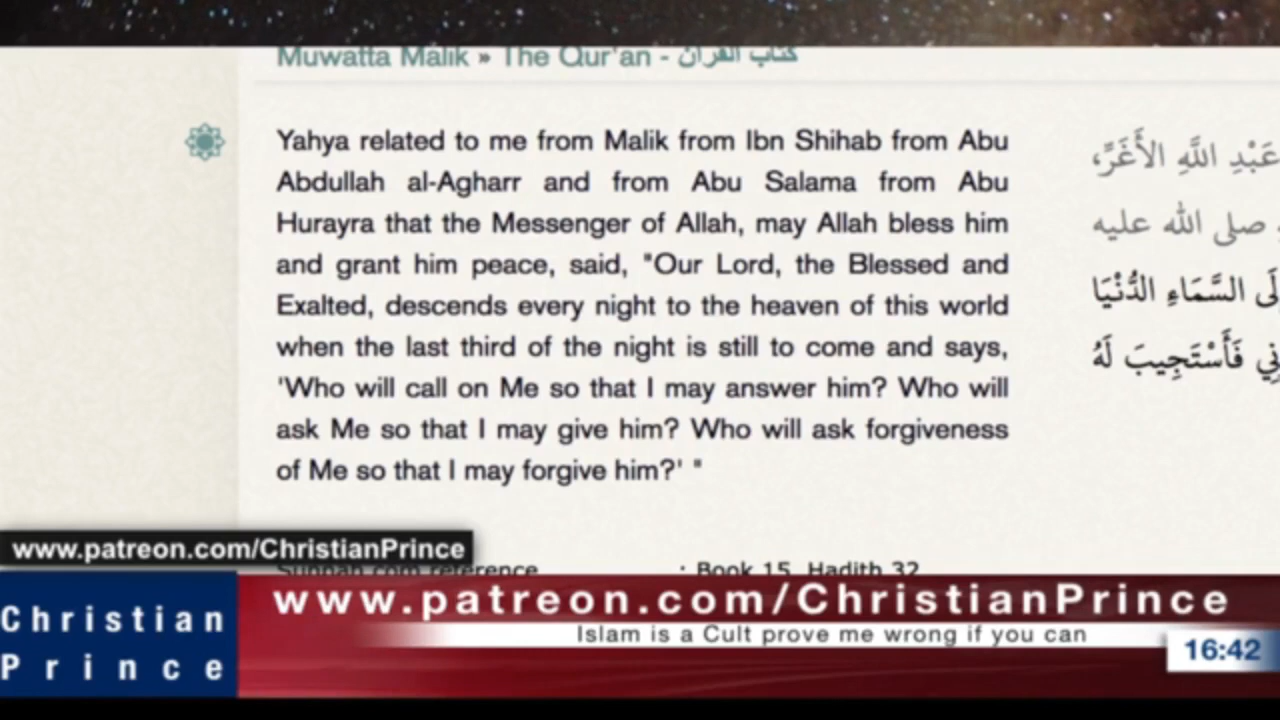 Muwatta Malik » The Qur'an - كتاب القرآن
Yahya related to me from Malik from Ibn Shihab from Abu
Abdullah al-Agharr and from Abu Salama from Abu
Hurayra that the Messenger of Allah, may Allah bless him
and grant him peace, said, "Our Lord, the Blessed and
Exalted, descends every night to the heaven of this world
when the last third of the night is still to come and says,
'Who will call on Me so that I may answer him? Who will
ask Me so that I may give him? Who will ask forgiveness
of Me so that I may forgive him?' "
عَبْدِ اللَّهِ الأَغَرِّ،
صلى الله عليه
السَّمَاءِ الدُّنْيَا
فَأَسْتَجِيبَ لَهُ
Sunnah.com reference : Book 15, Hadith 32
www.patreon.com/ChristianPrince
Christian
Prince
www.patreon.com/ChristianPrince
Islam is a Cult prove me wrong if you can
16:42